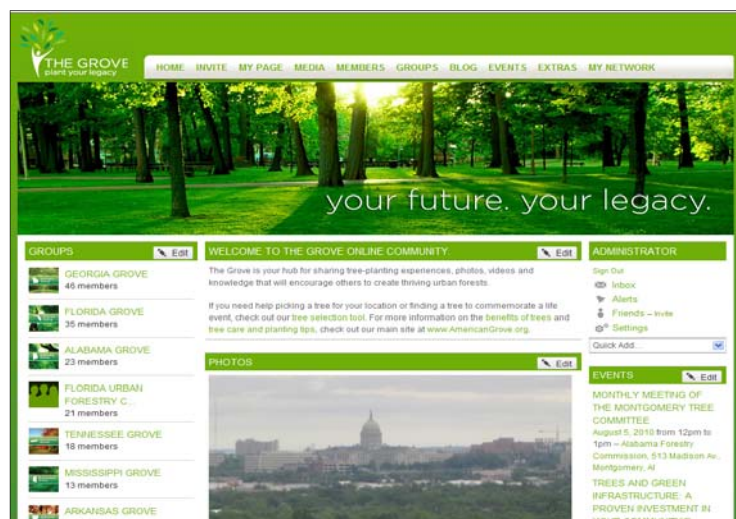 THE GROVE
plant your legacy
HOME INVITE MY PAGE MEDIA MEMBERS GROUPS BLOG EVENTS EXTRAS MY NETWORK
your future. your legacy.
GROUPS
Edit
GEORGIA GROVE
46 members
FLORIDA GROVE
35 members
ALABAMA GROVE
23 members
FLORIDA URBAN
FORESTRY C...
21 members
TENNESSEE GROVE
18 members
MISSISSIPPI GROVE
13 members
ARKANSAS GROVE
WELCOME TO THE GROVE ONLINE COMMUNITY.
Edit
The Grove is your hub for sharing tree-planting experiences, photos, videos and
knowledge that will encourage others to create thriving urban forests.
If you need help picking a tree for your location or finding a tree to commemorate a life
event, check out our tree selection tool. For more information on the benefits of trees and
tree care and planting tips, check out our main site at www.AmericanGrove.org.
PHOTOS
Edit
ADMINISTRATOR
Sign Out
Inbox
Alerts
Friends – Invite
Settings
Quick Add...
EVENTS
Edit
MONTHLY MEETING OF
THE MONTGOMERY TREE
COMMITTEE
August 5, 2010 from 12pm to
1pm – Alabama Forestry
Commission, 513 Madison Av.,
Montgomery, Al
TREES AND GREEN
INFRASTRUCTURE: A
PROVEN INVESTMENT IN